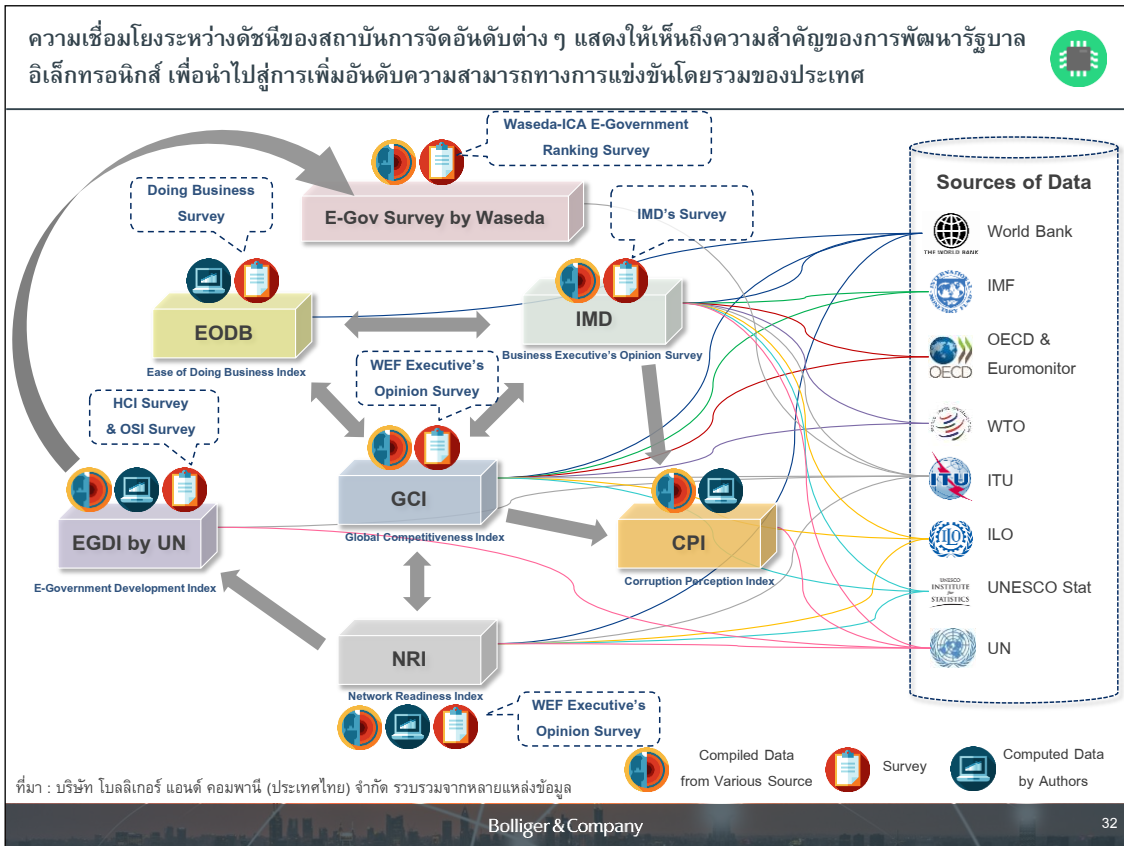 ความเชื่อมโยงระหว่างดัชนีของสถาบันการจัดอันดับต่าง ๆ แสดงให้เห็นถึงความสำคัญของการพัฒนารัฐบาล
อิเล็กทรอนิกส์ เพื่อนำไปสู่การเพิ่มอันดับความสามารถทางการแข่งขันโดยรวมของประเทศ
Waseda-ICA E-Government
Ranking Survey
Doing Business
Survey
E-Gov Survey by Waseda
IMD's Survey
EODB
Ease of Doing Business Index
IMD
Business Executive's Opinion Survey
WEF Executive's
Opinion Survey
HCI Survey
& OSI Survey
GCI
Global Competitiveness Index
EGDI by UN
E-Government Development Index
CPI
Corruption Perception Index
NRI
Network Readiness Index
WEF Executive's
Opinion Survey
Sources of Data
THE WORLD BANK
World Bank
IMF
OECD
OECD &
Euromonitor
WTO
ITU
ITU
ILO
ILO
UNESCO
INSTITUTE
for
STATISTICS
UNESCO Stat
UN
Compiled Data
from Various Source
Survey
Computed Data
by Authors
ที่มา : บริษัท โบลลิเกอร์ แอนด์ คอมพานี (ประเทศไทย) จำกัด รวบรวมจากหลายแหล่งข้อมูล
Bolliger & Company
32